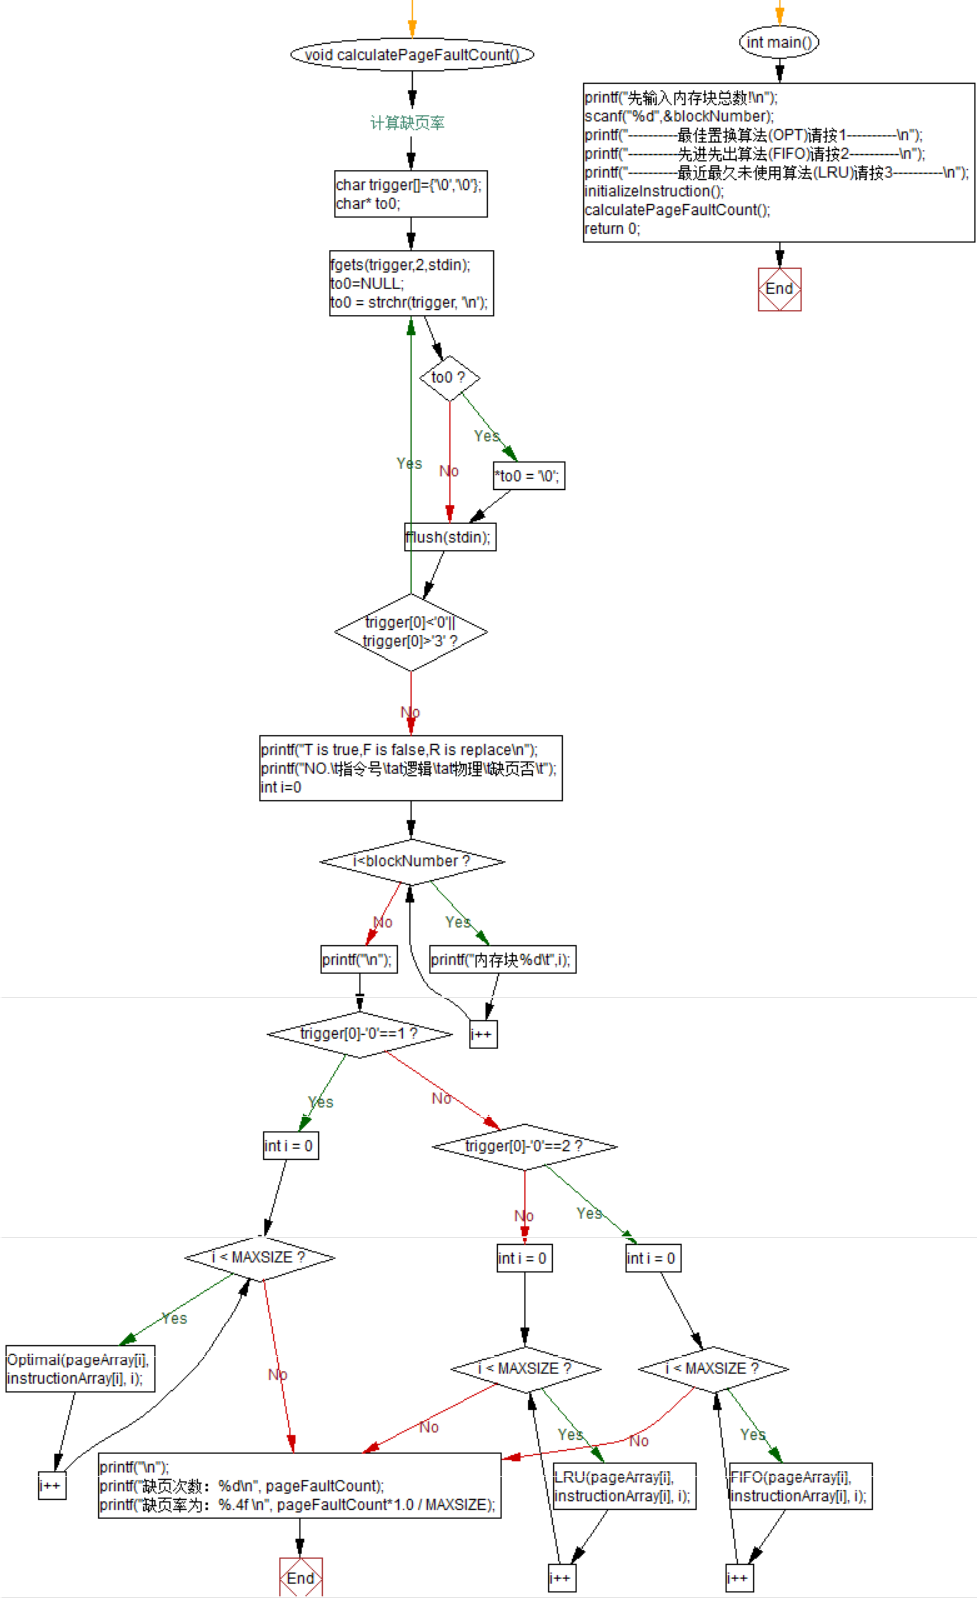 void calculatePageFaultCount()
计算缺页率
char trigger[]={'\0','\0'};
char* to0;
fgets(trigger,2,stdin);
to0=NULL;
to0 = strchr(trigger, '\n');
to0 ?
Yes
No
Yes
*to0 = '\0';
fflush(stdin);
trigger[0]<'0'||
trigger[0]>'3' ?
No
printf("T is true,F is false,R is replace\n");
printf("NO.\t指令号\tat逻辑\tat物理\t缺页否\t");
int i=0
i<blockNumber ?
No
Yes
printf("\n");
printf("内存块%d\t",i);
i++
trigger[0]-'0'==1 ?
Yes
No
int i = 0
trigger[0]-'0'==2 ?
No
Yes
i < MAXSIZE ?
int i = 0
int i = 0
Yes
No
Optimal(pageArray[i],
instructionArray[i], i);
i++
i < MAXSIZE ?
i < MAXSIZE ?
No
Yes
No
Yes
printf("\n");
printf("缺页次数：%d\n", pageFaultCount);
printf("缺页率为：%.4f \n", pageFaultCount*1.0 / MAXSIZE);
LRU(pageArray[i],
instructionArray[i], i);
FIFO(pageArray[i],
instructionArray[i], i);
i++
i++
End
int main()
printf("先输入内存块总数!\n");
scanf("%d",&blockNumber);
printf("----------最佳置换算法(OPT)请按1----------\n");
printf("----------先进先出算法(FIFO)请按2----------\n");
printf("----------最近最久未使用算法(LRU)请按3----------\n");
initializeInstruction();
calculatePageFaultCount();
return 0;
End